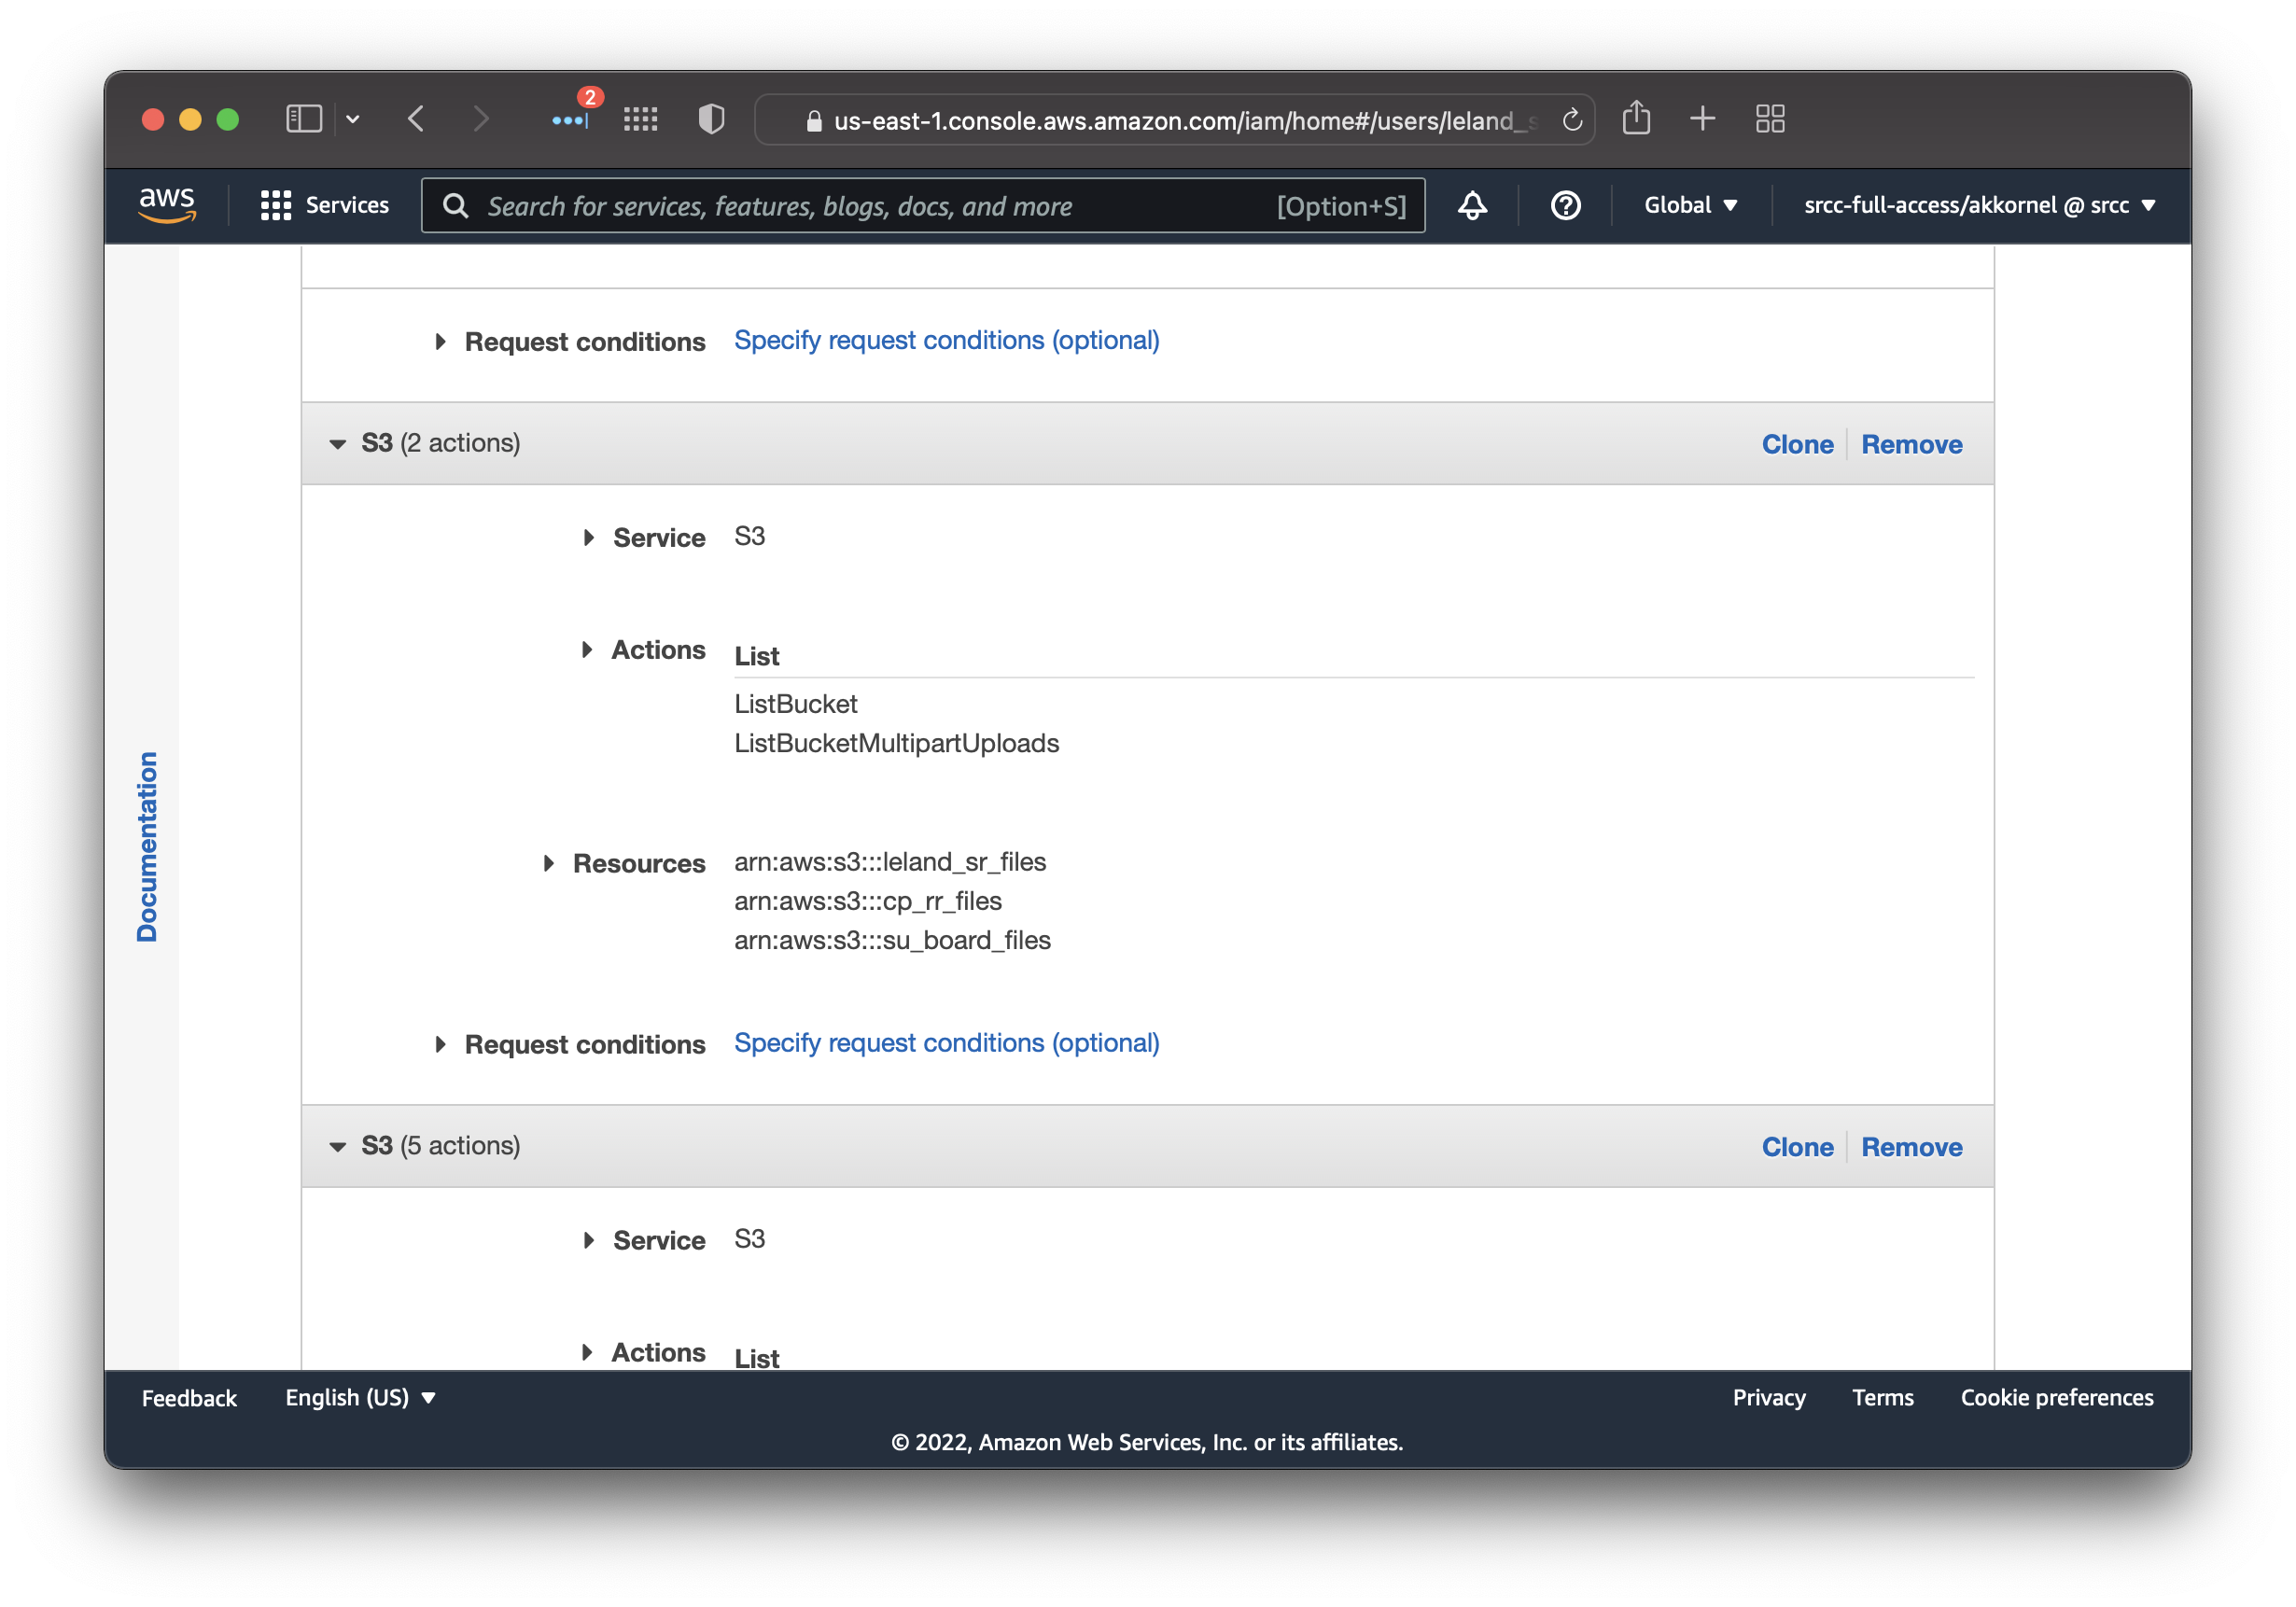 2
us-east-1.console.aws.amazon.com/iam/home#/users/leland_s
aws
Services
Search for services, features, blogs, docs, and more
[Option+S]
Global
srcc-full-access/akkornel @ srcc
Documentation
Request conditions Specify request conditions (optional)
S3 (2 actions) Clone Remove
Service S3
Actions List
ListBucket
ListBucketMultipartUploads
Resources arn:aws:s3:::leland_sr_files
arn:aws:s3:::cp_rr_files
arn:aws:s3:::su_board_files
Request conditions Specify request conditions (optional)
S3 (5 actions) Clone Remove
Service S3
Actions List
Feedback English (US) Privacy Terms Cookie preferences
© 2022, Amazon Web Services, Inc. or its affiliates.